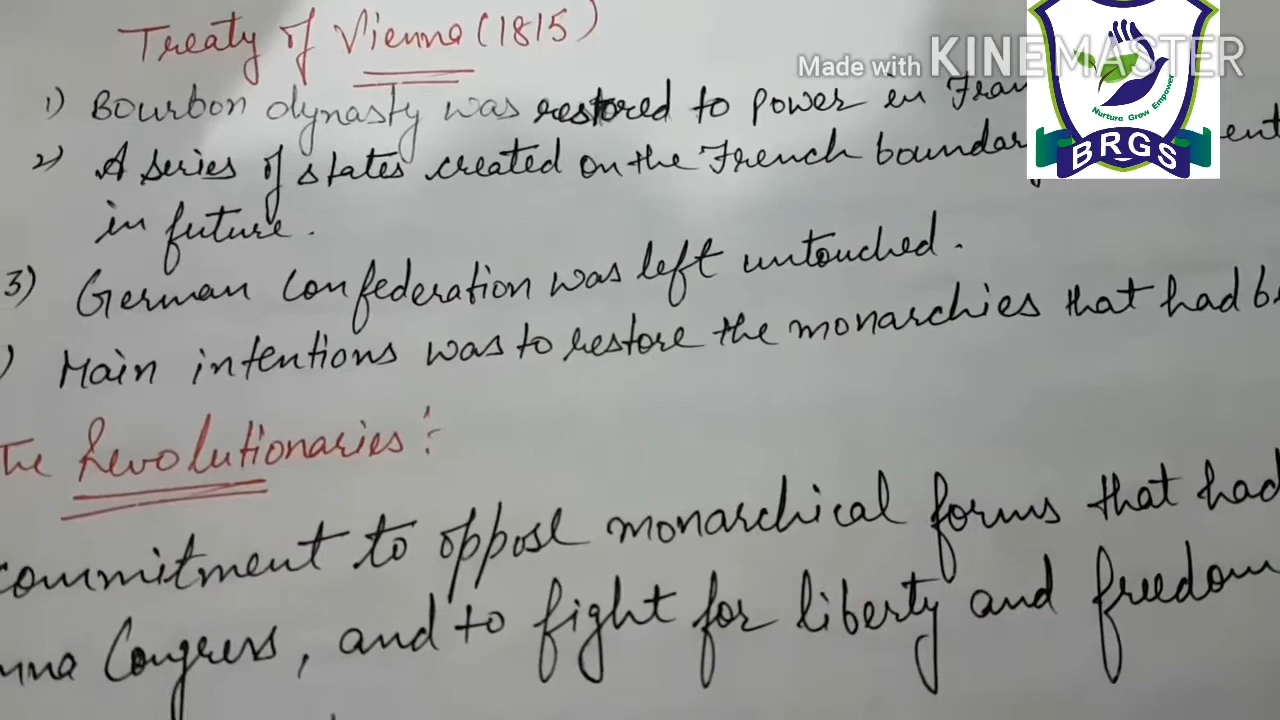 Treaty of Vienna (1815)
Made with KINEMASTER
1) Bourbon dynasty was restored to power in
Nurture Grow Empower
BRGS
2) A series of states created on the French
in future.
3) German Confederation was left untouched.
) Main intentions was to restore the monarchies that had
The Revolutionaries :
commitment to oppose monarchical forms that had
Congress, and to fight for liberty and freedom